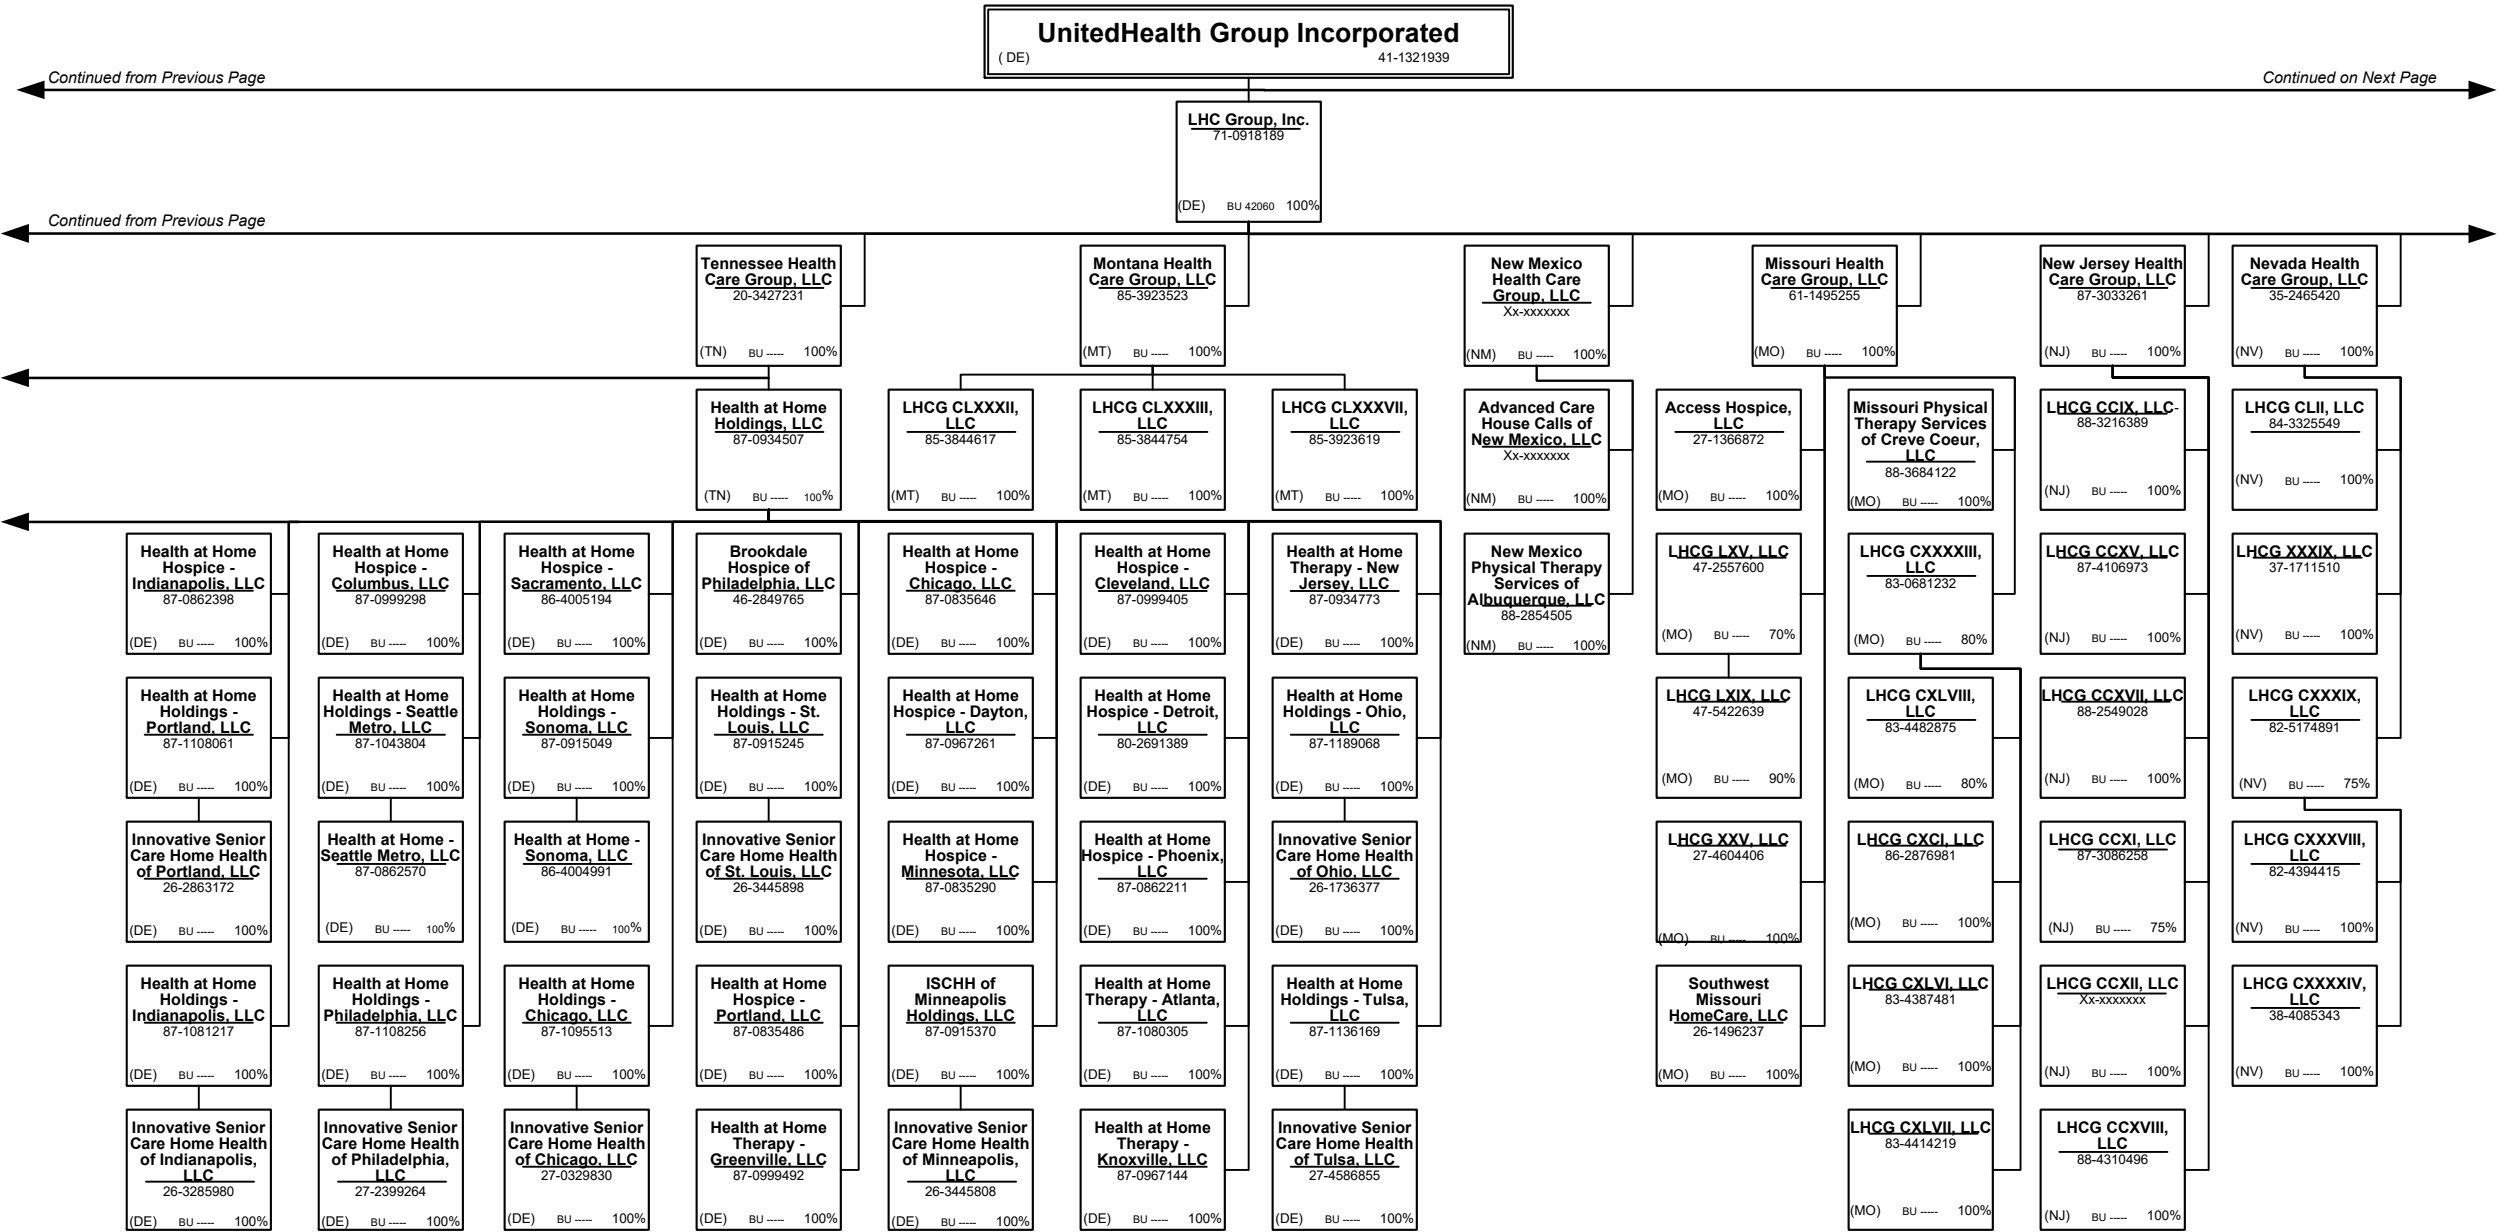 UnitedHealth Group Incorporated
( DE) 41-1321939
Continued from Previous Page
Continued on Next Page
LHC Group, Inc.
71-0918189
(DE) BU 42060 100%
Continued from Previous Page
Tennessee Health
Care Group, LLC
20-3427231
(TN) BU ----- 100%
Montana Health
Care Group, LLC
85-3923523
(MT) BU ----- 100%
New Mexico
Health Care
Group, LLC
Xx-xxxxxxx
(NM) BU ----- 100%
Missouri Health
Care Group, LLC
61-1495255
(MO) BU ----- 100%
New Jersey Health
Care Group, LLC
87-3033261
(NJ) BU ----- 100%
Nevada Health
Care Group, LLC
35-2465420
(NV) BU ----- 100%
Health at Home
Holdings, LLC
87-0934507
(TN) BU ----- 100%
LHCG CLXXXII,
LLC
85-3844617
(MT) BU ----- 100%
LHCG CLXXXIII,
LLC
85-3844754
(MT) BU ----- 100%
LHCG CLXXXVII,
LLC
85-3923619
(MT) BU ----- 100%
Advanced Care
House Calls of
New Mexico, LLC
Xx-xxxxxxx
(NM) BU ----- 100%
Access Hospice,
LLC
27-1366872
(MO) BU ----- 100%
Missouri Physical
Therapy Services
of Creve Coeur,
LLC
88-3684122
(MO) BU ----- 100%
LHCG CCIX, LLC-
88-3216389
(NJ) BU ----- 100%
LHCG CLII, LLC
84-3325549
(NV) BU ----- 100%
Health at Home
Hospice -
Indianapolis, LLC
87-0862398
(DE) BU ----- 100%
Health at Home
Hospice -
Columbus, LLC
87-0999298
(DE) BU ----- 100%
Health at Home
Hospice -
Sacramento, LLC
86-4005194
(DE) BU ----- 100%
Brookdale
Hospice of
Philadelphia, LLC
46-2849765
(DE) BU ----- 100%
Health at Home
Hospice -
Chicago, LLC
87-0835646
(DE) BU ----- 100%
Health at Home
Hospice -
Cleveland, LLC
87-0999405
(DE) BU ----- 100%
Health at Home
Therapy - New
Jersey, LLC
87-0934773
(DE) BU ----- 100%
New Mexico
Physical Therapy
Services of
Albuquerque, LLC
88-2854505
(NM) BU ----- 100%
LHCG LXV, LLC
47-2557600
(MO) BU ----- 70%
LHCG CXXXXIII,
LLC
83-0681232
(MO) BU ----- 80%
LHCG CCXV, LLC
87-4106973
(NJ) BU ----- 100%
LHCG XXXIX, LLC
37-1711510
(NV) BU ----- 100%
Health at Home
Holdings -
Portland, LLC
87-1108061
(DE) BU ----- 100%
Health at Home
Holdings - Seattle
Metro, LLC
87-1043804
(DE) BU ----- 100%
Health at Home
Holdings -
Sonoma, LLC
87-0915049
(DE) BU ----- 100%
Health at Home
Holdings - St.
Louis, LLC
87-0915245
(DE) BU ----- 100%
Health at Home
Hospice - Dayton,
LLC
87-0967261
(DE) BU ----- 100%
Health at Home
Hospice - Detroit,
LLC
80-2691389
(DE) BU ----- 100%
Health at Home
Holdings - Ohio,
LLC
87-1189068
(DE) BU ----- 100%
LHCG LXIX, LLC
47-5422639
(MO) BU ----- 90%
LHCG CXLVIII,
LLC
83-4482875
(MO) BU ----- 80%
LHCG CCXVII, LLC
88-2549028
(NJ) BU ----- 100%
LHCG CXXXIX,
LLC
82-5174891
(NV) BU ----- 75%
Innovative Senior
Care Home Health
of Portland, LLC
26-2863172
(DE) BU ----- 100%
Health at Home -
Seattle Metro, LLC
87-0862570
(DE) BU ----- 100%
Health at Home -
Sonoma, LLC
86-4004991
(DE) BU ----- 100%
Innovative Senior
Care Home Health
of St. Louis, LLC
26-3445898
(DE) BU ----- 100%
Health at Home
Hospice -
Minnesota, LLC
87-0835290
(DE) BU ----- 100%
Health at Home
Hospice - Phoenix,
LLC
87-0862211
(DE) BU ----- 100%
Innovative Senior
Care Home Health
of Ohio, LLC
26-1736377
(DE) BU ----- 100%
LHCG XXV, LLC
27-4604406
(MO) BU ----- 100%
LHCG CXCI, LLC
86-2876981
(MO) BU ----- 100%
LHCG CCXI, LLC
87-3086258
(NJ) BU ----- 75%
LHCG CXXXVIII,
LLC
82-4394415
(NV) BU ----- 100%
Health at Home
Holdings -
Indianapolis, LLC
87-1081217
(DE) BU ----- 100%
Health at Home
Holdings -
Philadelphia, LLC
87-1108256
(DE) BU ----- 100%
Health at Home
Holdings -
Chicago, LLC
87-1095513
(DE) BU ----- 100%
Health at Home
Hospice -
Portland, LLC
87-0835486
(DE) BU ----- 100%
ISCHH of
Minneapolis
Holdings, LLC
87-0915370
(DE) BU ----- 100%
Health at Home
Therapy - Atlanta,
LLC
87-1080305
(DE) BU ----- 100%
Health at Home
Holdings - Tulsa,
LLC
87-1136169
(DE) BU ----- 100%
Southwest
Missouri
HomeCare, LLC
26-1496237
(MO) BU ----- 100%
LHCG CXLVI, LLC
83-4387481
(MO) BU ----- 100%
LHCG CCXII, LLC
Xx-xxxxxxx
(NJ) BU ----- 100%
LHCG CXXXXIV,
LLC
38-4085343
(NV) BU ----- 100%
Innovative Senior
Care Home Health
of Indianapolis,
LLC
26-3285980
(DE) BU ----- 100%
Innovative Senior
Care Home Health
of Philadelphia,
LLC
27-2399264
(DE) BU ----- 100%
Innovative Senior
Care Home Health
of Chicago, LLC
27-0329830
(DE) BU ----- 100%
Health at Home
Therapy -
Greenville, LLC
87-0999492
(DE) BU ----- 100%
Innovative Senior
Care Home Health
of Minneapolis,
LLC
26-3445808
(DE) BU ----- 100%
Health at Home
Therapy -
Knoxville, LLC
87-0967144
(DE) BU ----- 100%
Innovative Senior
Care Home Health
of Tulsa, LLC
27-4586855
(DE) BU ----- 100%
LHCG CXLVII, LLC
83-4414219
(MO) BU ----- 100%
LHCG CCXVIII,
LLC
88-4310496
(NJ) BU ----- 100%